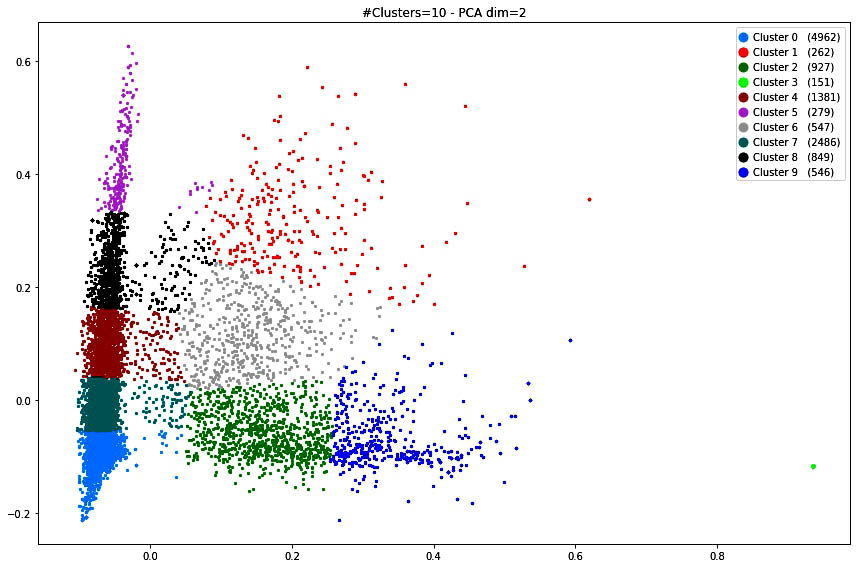 #Clusters=10 - PCA dim=2
Cluster 0 (4962)
Cluster 1 (262)
Cluster 2 (927)
Cluster 3 (151)
Cluster 4 (1381)
Cluster 5 (279)
Cluster 6 (547)
Cluster 7 (2486)
Cluster 8 (849)
Cluster 9 (546)
0.6
0.4
0.2
0.0
−0.2
0.0 0.2 0.4 0.6 0.8